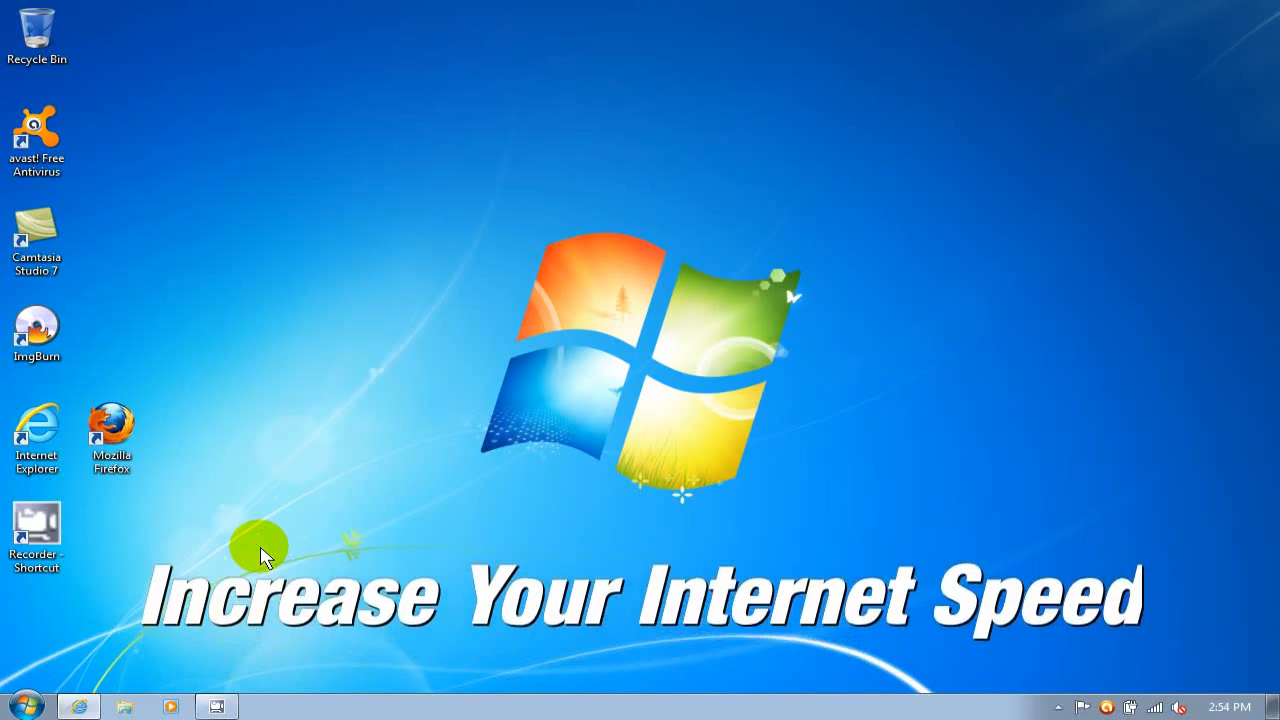 Recycle Bin
avast! Free
Antivirus
Camtasia
Studio 7
ImgBurn
Internet
Explorer
Mozilla
Firefox
Recorder -
Shortcut
Increase Your Internet Speed
2:54 PM